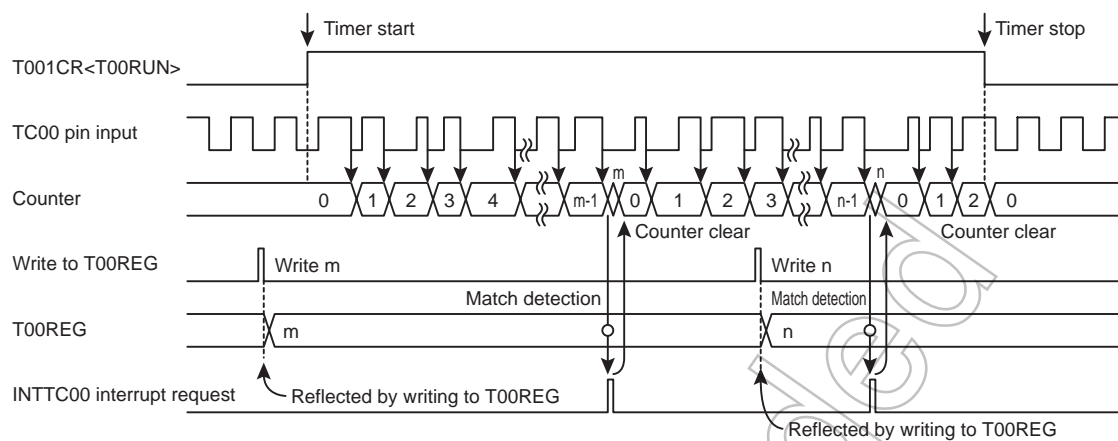 Timer start
Timer stop
T001CR<T00RUN>
TC00 pin input
m
n
Counter
0 1 2 3 4 m-1 0 1 2 3 n-1 0 1 2 0
Counter clear
Counter clear
Write to T00REG
Write m
Write n
Match detection
Match detection
T00REG
m
n
INTTC00 interrupt request
Reflected by writing to T00REG
Reflected by writing to T00REG
ded